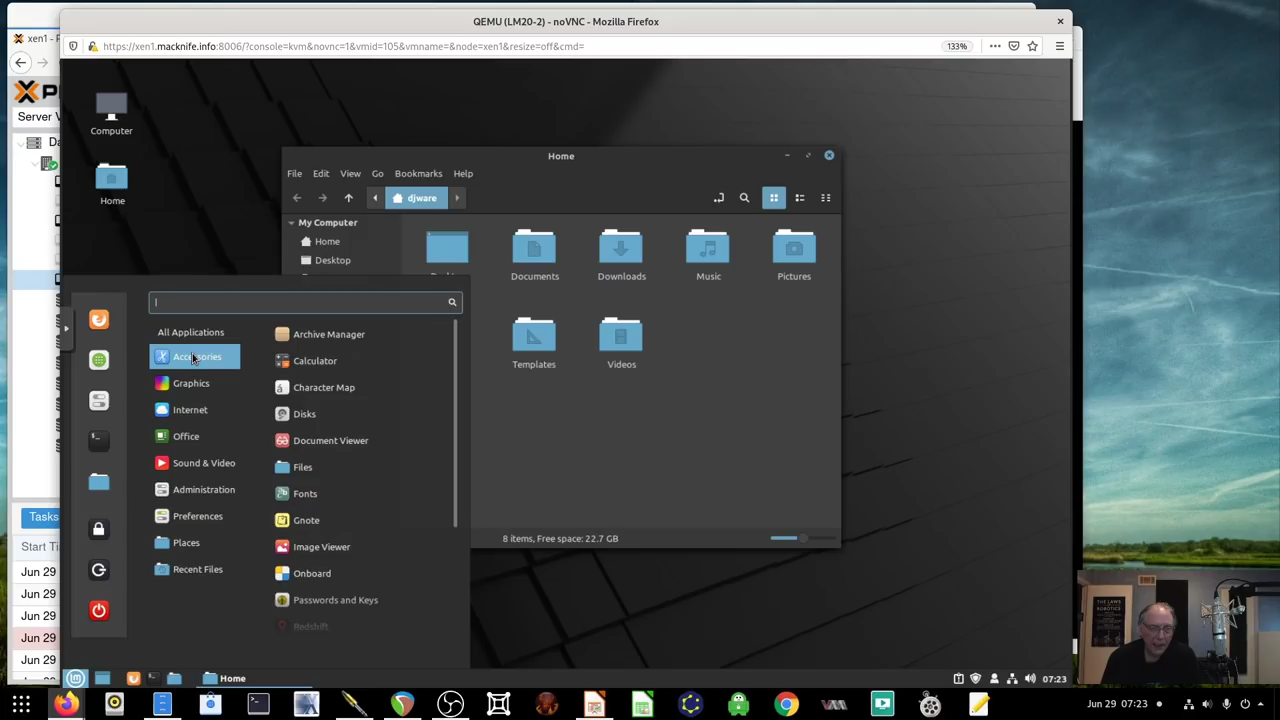 QEMU (LM20-2) - noVNC - Mozilla Firefox
xen1 - P
https://xen1.macknife.info:8006/?console=kvm&novnc=1&vmid=105&vmname=&node=xen1&resize=off&cmd=
133%
Server V
Da
Computer
Home
Home
File Edit View Go Bookmarks Help
djware
My Computer
Home
Desktop
Documents
Downloads
Music
Pictures
Templates
Videos
8 items, Free space: 22.7 GB
All Applications
Accessories
Graphics
Internet
Office
Sound & Video
Administration
Preferences
Places
Recent Files
Archive Manager
Calculator
Character Map
Disks
Document Viewer
Files
Fonts
Gnote
Image Viewer
Onboard
Passwords and Keys
Redshift
Tasks
Start Ti
Jun 29
Jun 29
Jun 29
Jun 29
Jun 29
Home
07:23
THE LAWS
ROBOTICS
Jun 29 07:23